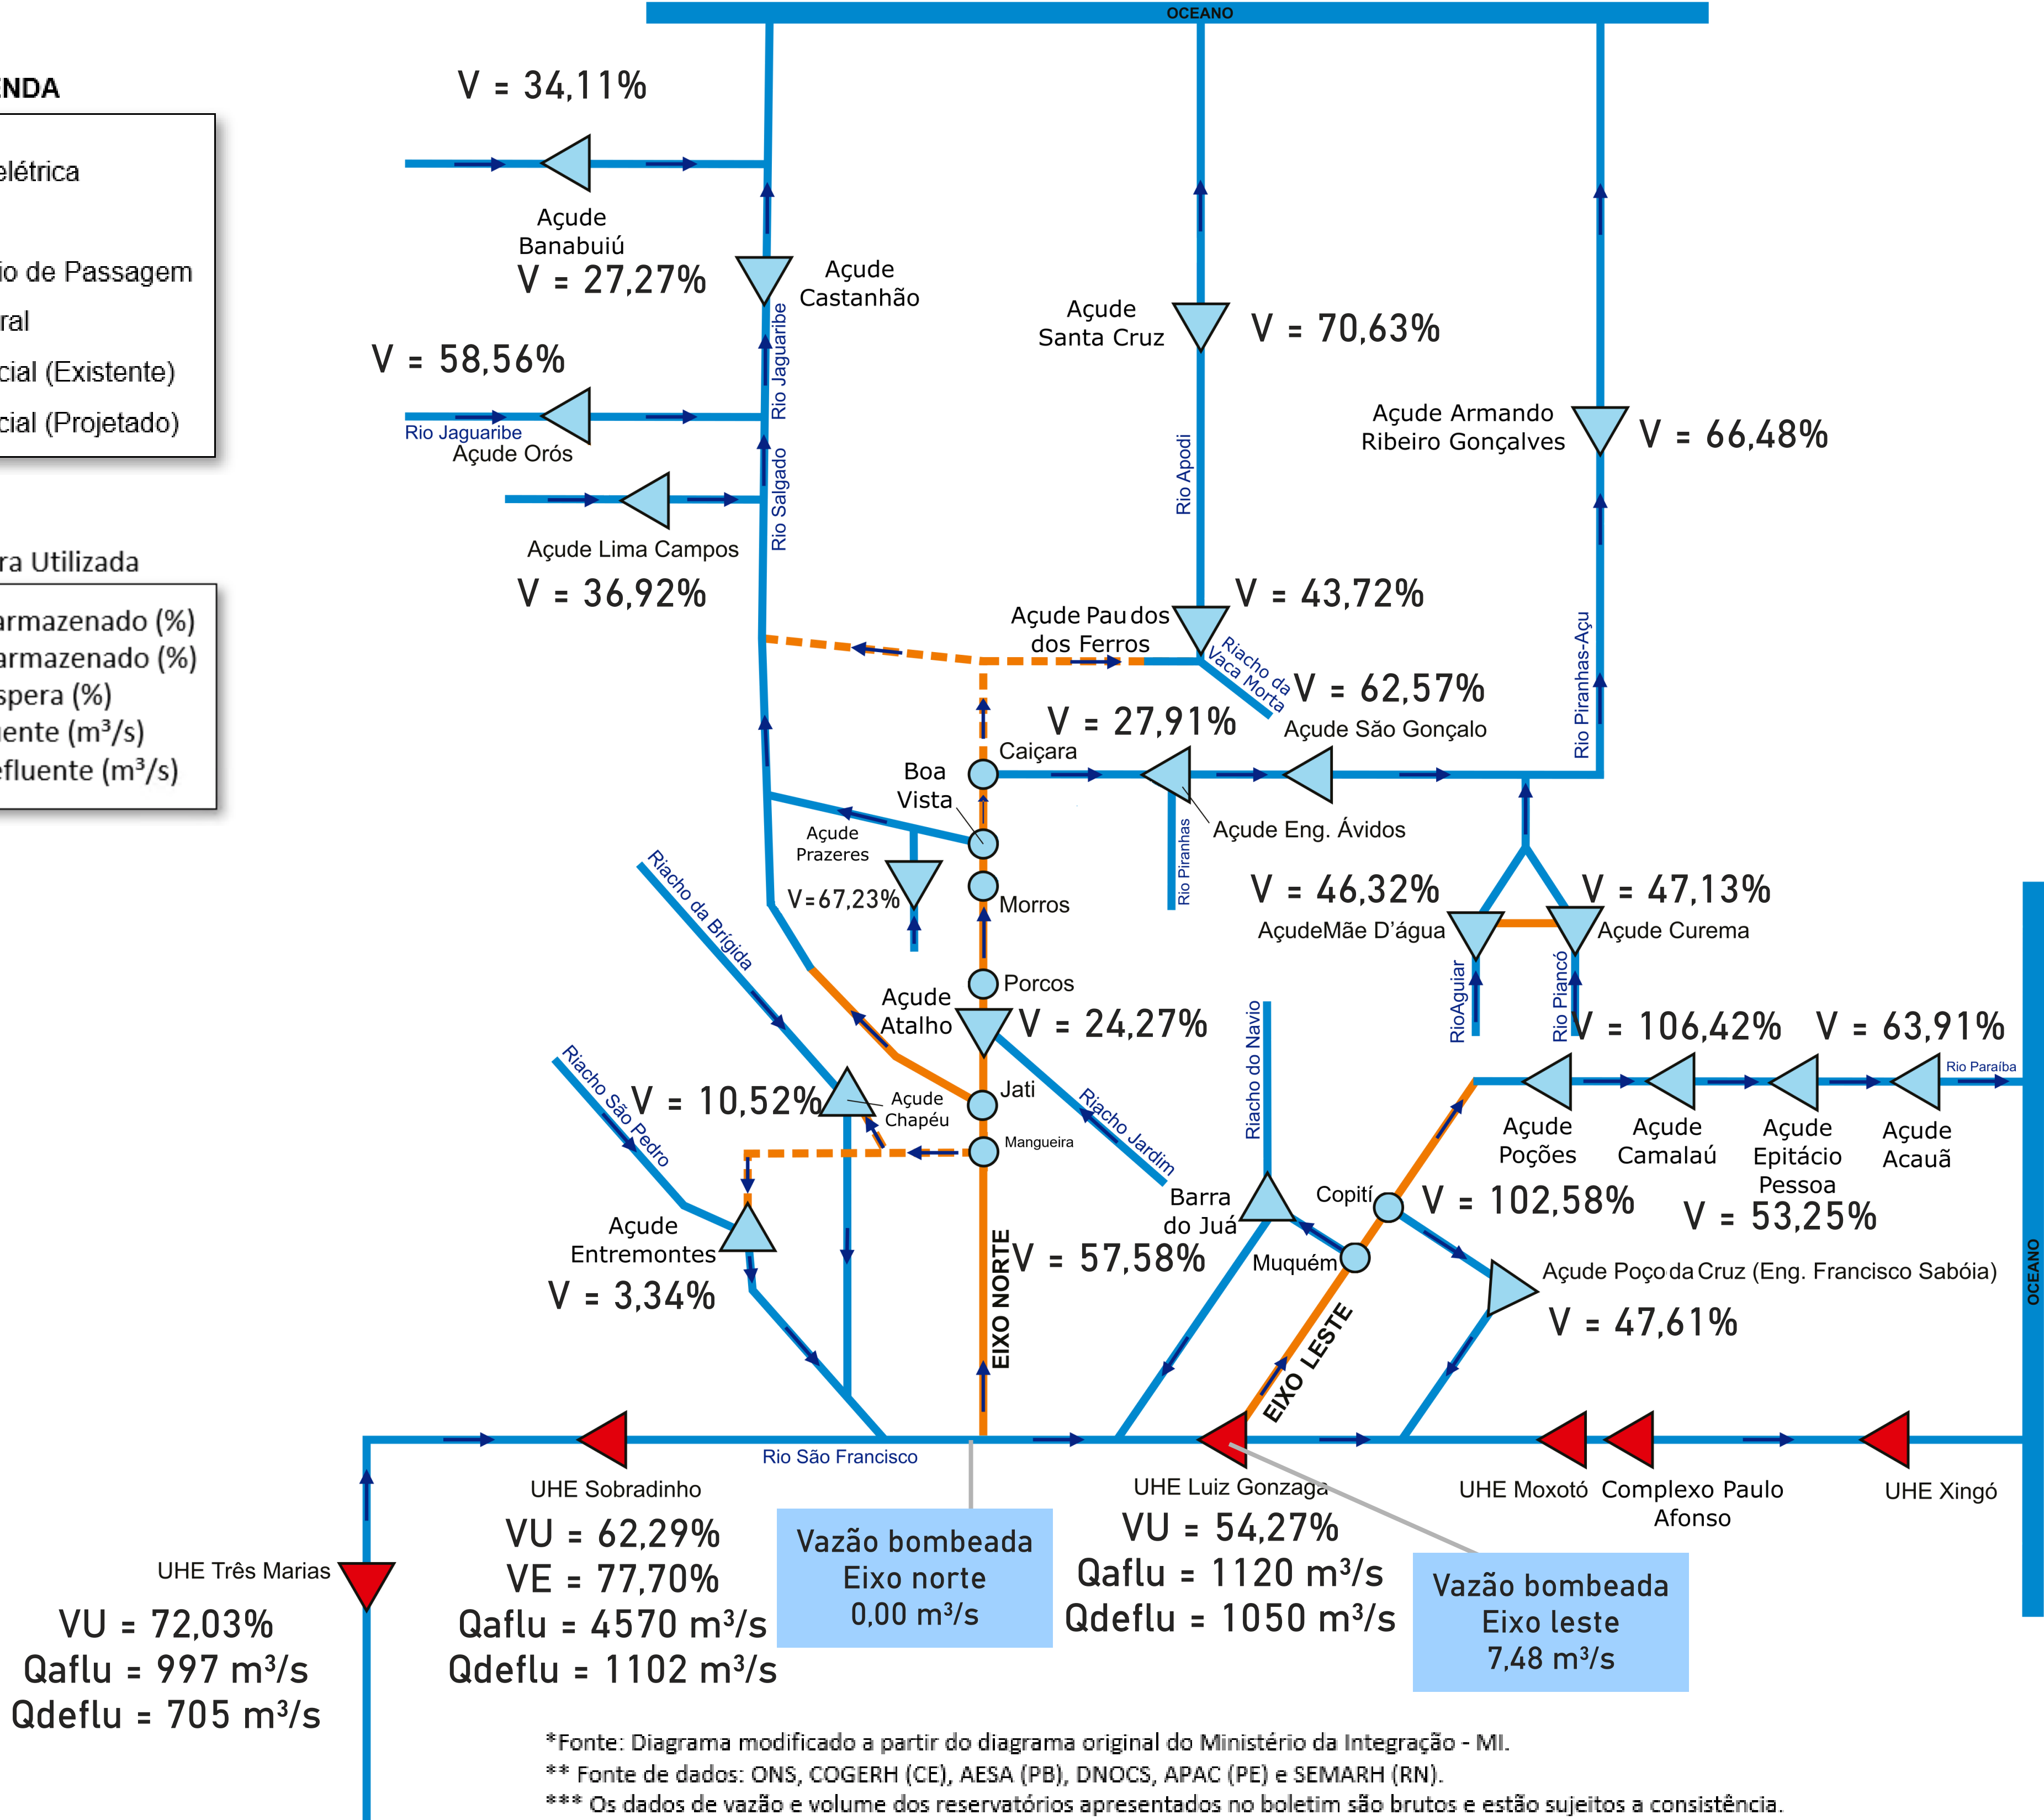 OCEANO
ENDA
elétrica
io de Passagem
ral
cial (Existente)
cial (Projetado)
ra Utilizada
armazenado (%)
armazenado (%)
spera (%)
uente (m³/s)
efluente (m³/s)
V = 34,11%
Açude
Banabuiú
V = 27,27%
Açude
Castanhão
Rio Jaguaribe
V = 58,56%
Rio Jaguaribe
Açude Orós
Rio Salgado
Açude Lima Campos
V = 36,92%
Açude
Santa Cruz
V = 70,63%
Rio Apodi
Açude Armando
Ribeiro Gonçalves
V = 66,48%
Rio Piranhas-Açu
Açude Pau dos
dos Ferros
V = 43,72%
Riacho da
Vaca Morta
V = 62,57%
Açude São Gonçalo
V = 27,91%
Caiçara
Boa
Vista
Açude Eng. Ávidos
Rio Piranhas
Açude
Prazeres
V=67,23%
Morros
Riacho da Brígida
Porcos
Açude
Atalho
V = 24,27%
V = 46,32%
AçudeMãe D'água
V = 47,13%
Açude Curema
RioAguiar
Rio Piancó
Riacho São Pedro
V = 10,52%
Açude
Chapéu
Jati
Mangueira
Riacho Jardim
Riacho do Navio
V = 106,42%
V = 63,91%
Rio Paraíba
Açude
Poções
Açude
Camalaú
Açude
Epitácio
Pessoa
Açude
Acauã
V = 102,58%
V = 53,25%
Açude
Entremontes
V = 3,34%
EIXO NORTE
Barra
do Juá
V = 57,58%
Copití
Muquém
Açude Poço da Cruz (Eng. Francisco Sabóia)
V = 47,61%
EIXO LESTE
OCEANO
Rio São Francisco
UHE Sobradinho
VU = 62,29%
VE = 77,70%
Qaflu = 4570 m³/s
Qdeflu = 1102 m³/s
Vazão bombeada
Eixo norte
0,00 m³/s
UHE Luiz Gonzaga
VU = 54,27%
Qaflu = 1120 m³/s
Qdeflu = 1050 m³/s
Vazão bombeada
Eixo leste
7,48 m³/s
UHE Moxotó
Complexo Paulo
Afonso
UHE Xingó
UHE Três Marias
VU = 72,03%
Qaflu = 997 m³/s
Qdeflu = 705 m³/s
*Fonte: Diagrama modificado a partir do diagrama original do Ministério da Integração - MI.
** Fonte de dados: ONS, COGERH (CE), AESA (PB), DNOCS, APAC (PE) e SEMARH (RN).
*** Os dados de vazão e volume dos reservatórios apresentados no boletim são brutos e estão sujeitos a consistência.